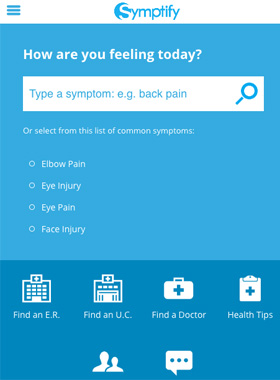 Symptify
How are you feeling today?
Type a symptom: e.g. back pain
Or select from this list of common symptoms:
Elbow Pain
Eye Injury
Eye Pain
Face Injury
Find an E.R.
Find an U.C.
Find a Doctor
Health Tips